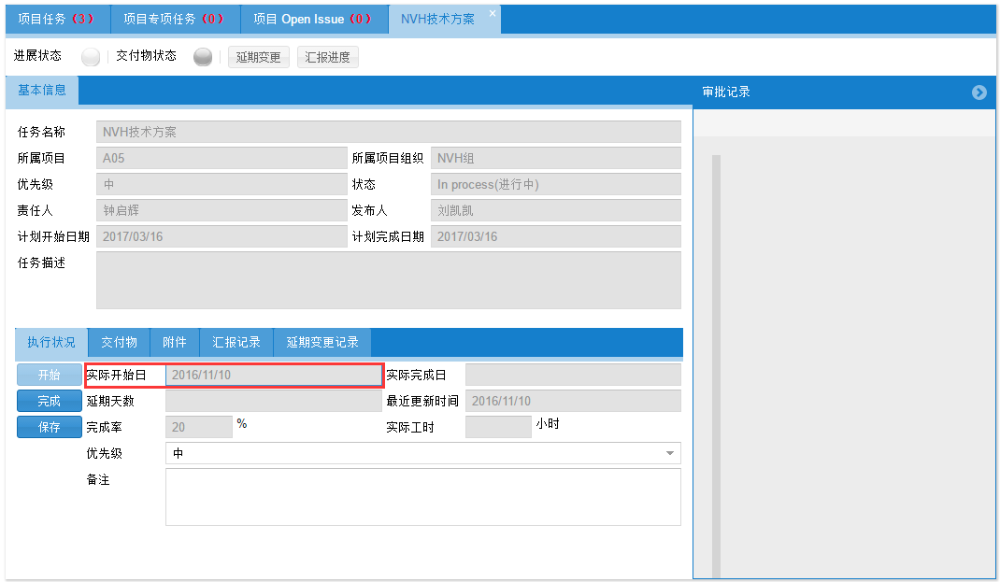 项目任务（3） 项目专项任务（0） 项目 Open Issue（0） NVH技术方案 ×
进展状态 交付物状态 延期变更 汇报进度
基本信息 审批记录
任务名称 NVH技术方案
所属项目 A05 所属项目组织 NVH组
优先级 中 状态 In process(进行中)
责任人 钟启辉 发布人 刘凯凯
计划开始日期 2017/03/16 计划完成日期 2017/03/16
任务描述
执行状况 交付物 附件 汇报记录 延期变更记录
开始 实际开始日 2016/11/10 实际完成日
完成 延期天数 最近更新时间 2016/11/10
保存 完成率 20 % 实际工时 小时
优先级 中
备注